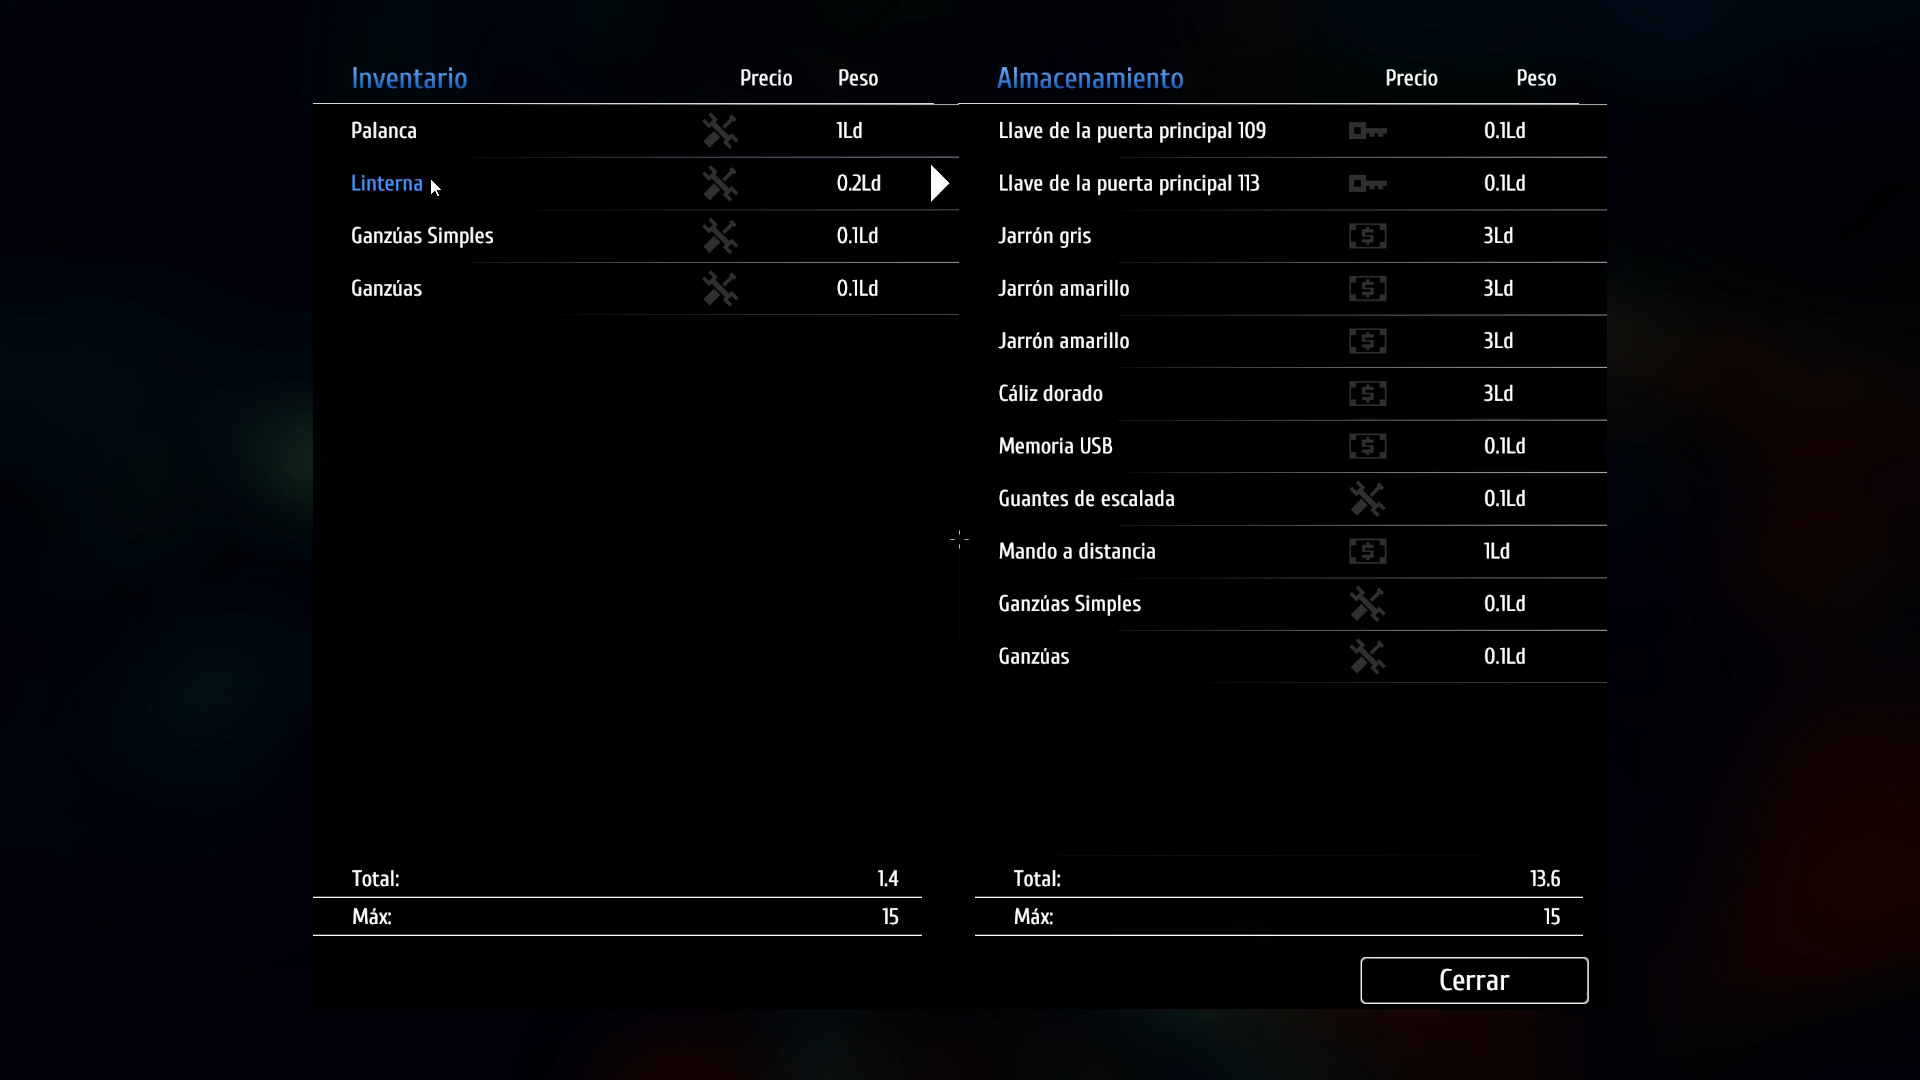 Inventario Precio Peso
Palanca 1Ld
Linterna 0.2Ld
Ganzúas Simples 0.1Ld
Ganzúas 0.1Ld
Total: 1.4
Máx: 15
Almacenamiento Precio Peso
Llave de la puerta principal 109 0.1Ld
Llave de la puerta principal 113 0.1Ld
Jarrón gris 3Ld
Jarrón amarillo 3Ld
Jarrón amarillo 3Ld
Cáliz dorado 3Ld
Memoria USB 0.1Ld
Guantes de escalada 0.1Ld
Mando a distancia 1Ld
Ganzúas Simples 0.1Ld
Ganzúas 0.1Ld
Total: 13.6
Máx: 15
Cerrar